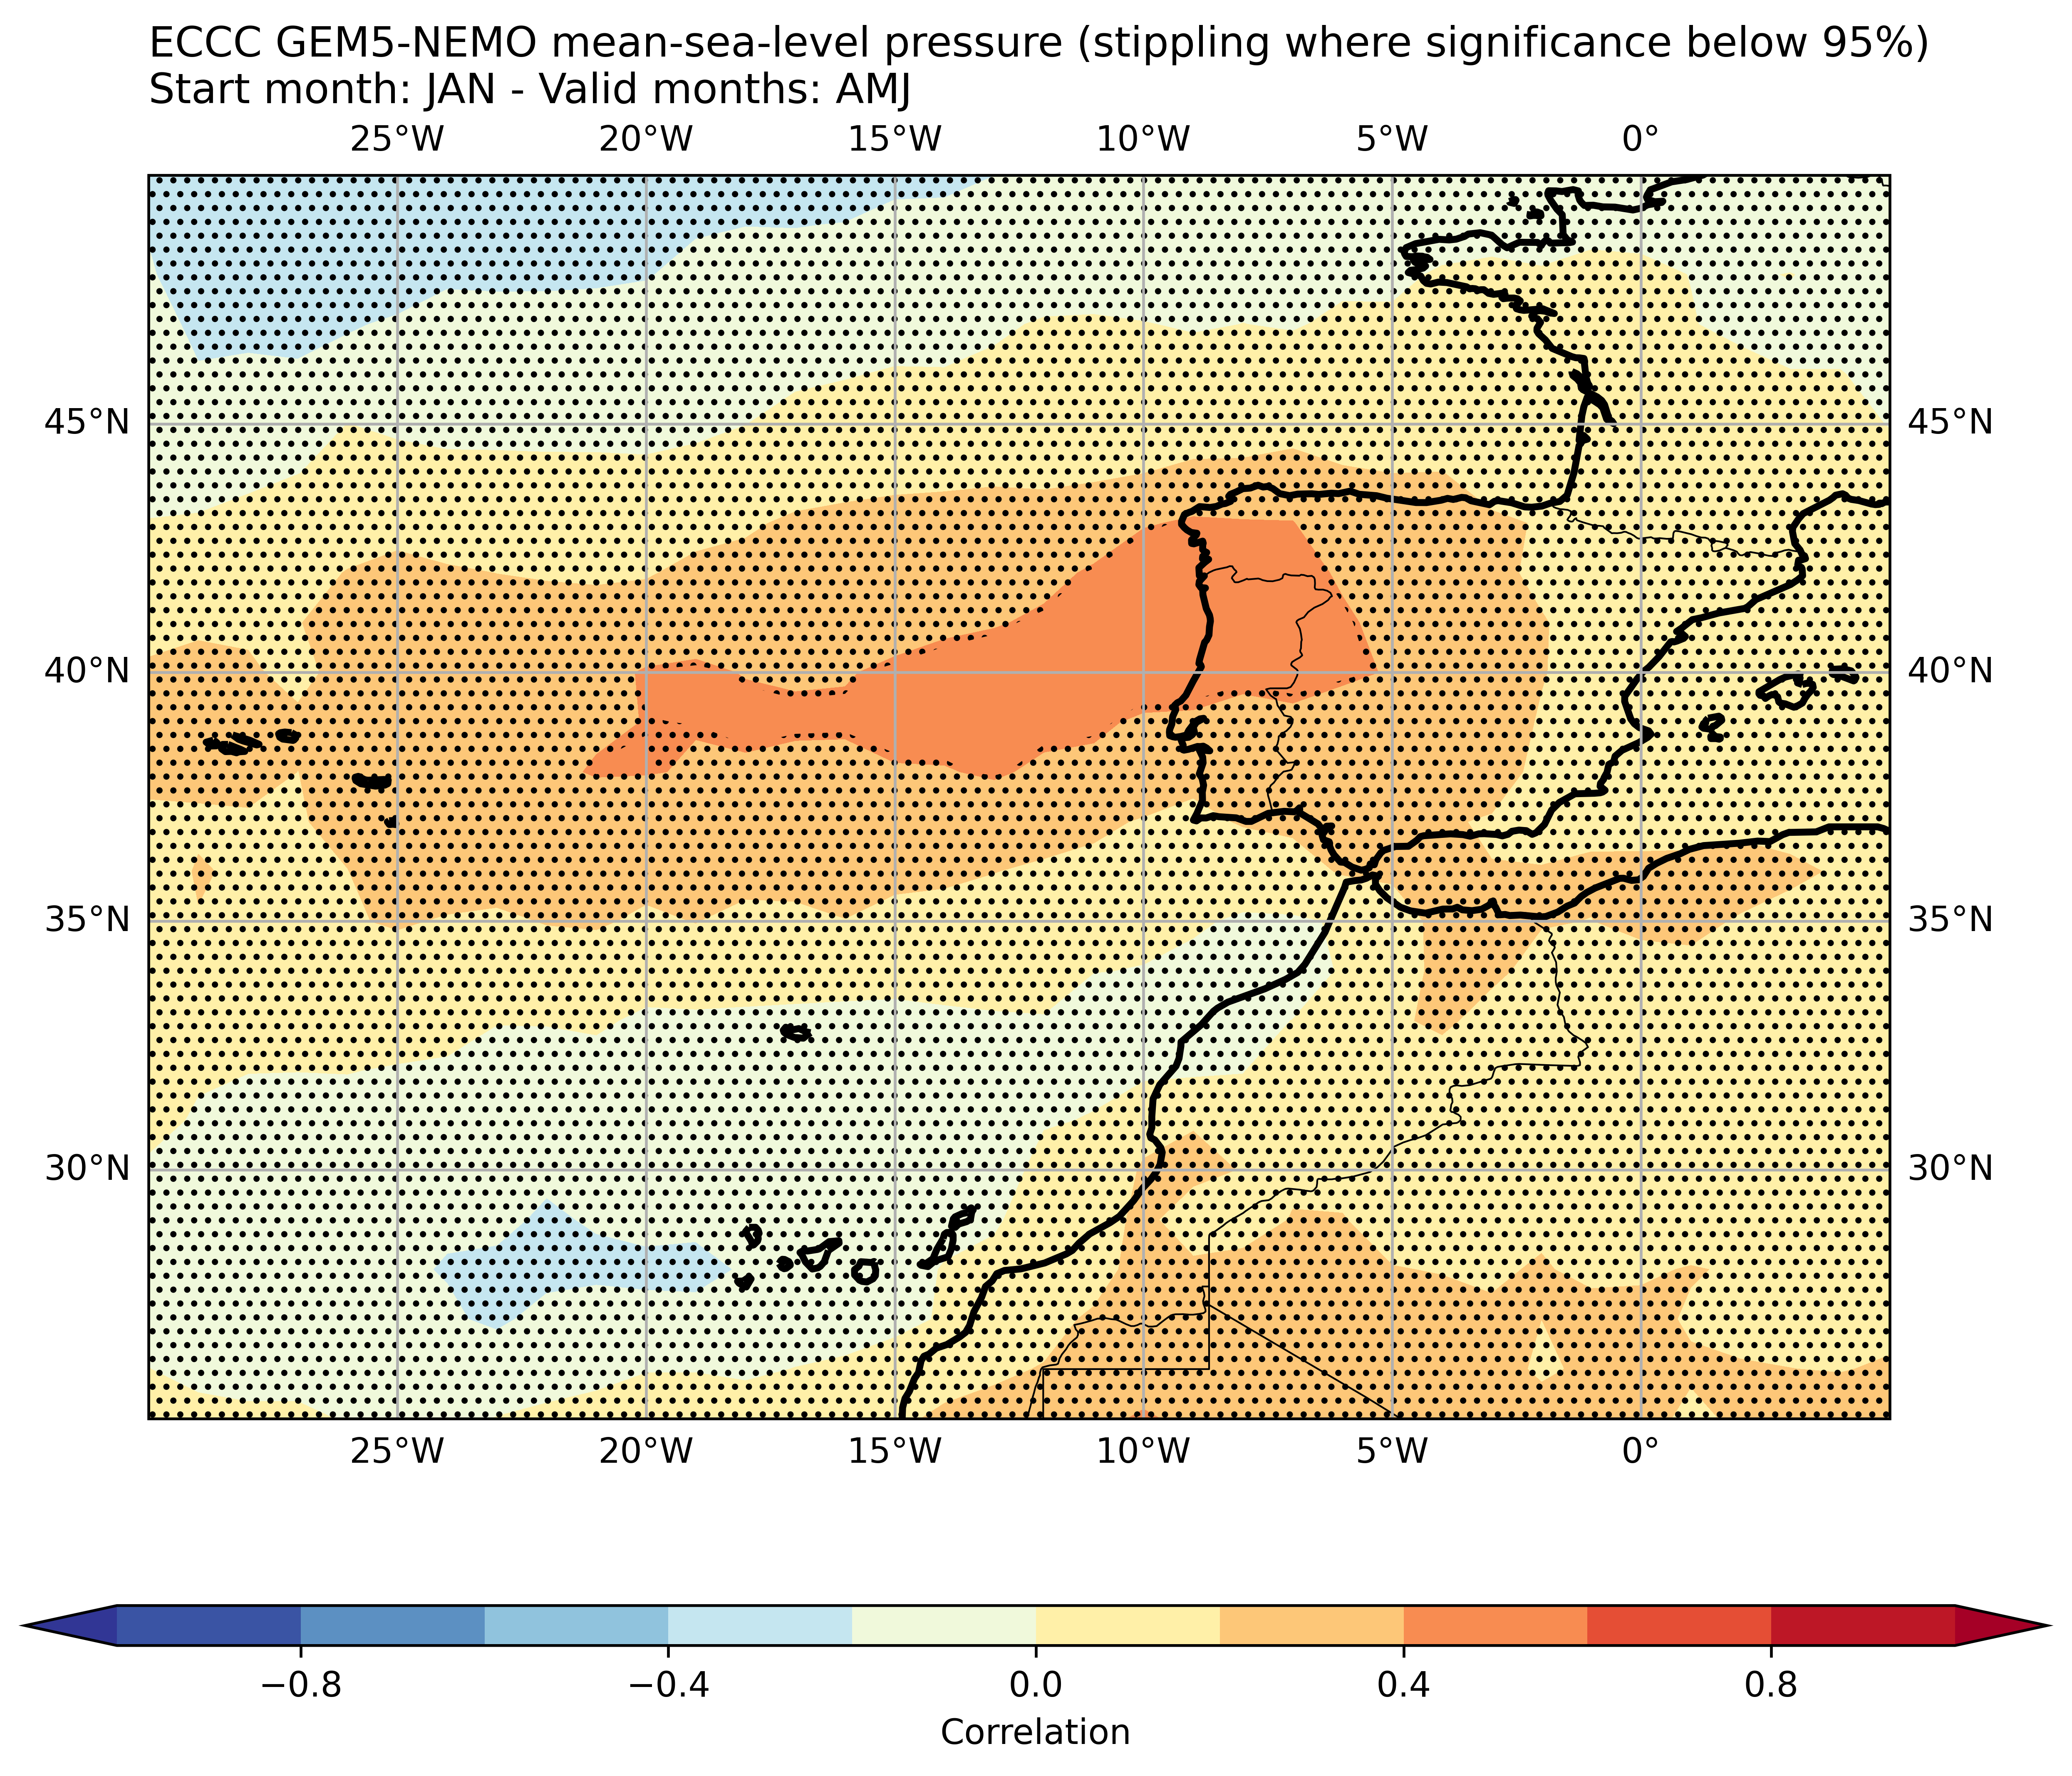 ECCC GEM5-NEMO mean-sea-level pressure (stippling where significance below 95%)
Start month: JAN - Valid months: AMJ
25°W 20°W 15°W 10°W 5°W 0°
45°N 45°N
40°N 40°N
35°N 35°N
30°N 30°N
25°W 20°W 15°W 10°W 5°W 0°
−0.8 −0.4 0.0 0.4 0.8
Correlation